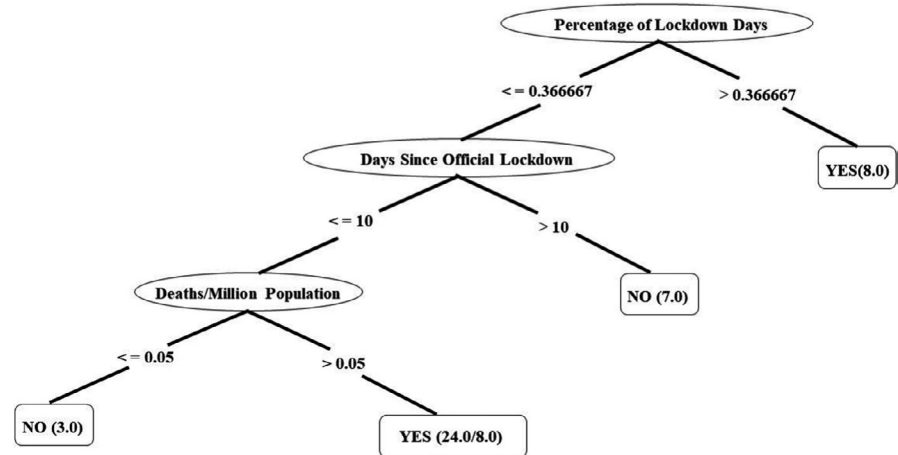 Percentage of Lockdown Days
< = 0.366667
> 0.366667
Days Since Official Lockdown
YES(8.0)
< = 10
> 10
Deaths/Million Population
NO (7.0)
< = 0.05
> 0.05
NO (3.0)
YES (24.0/8.0)